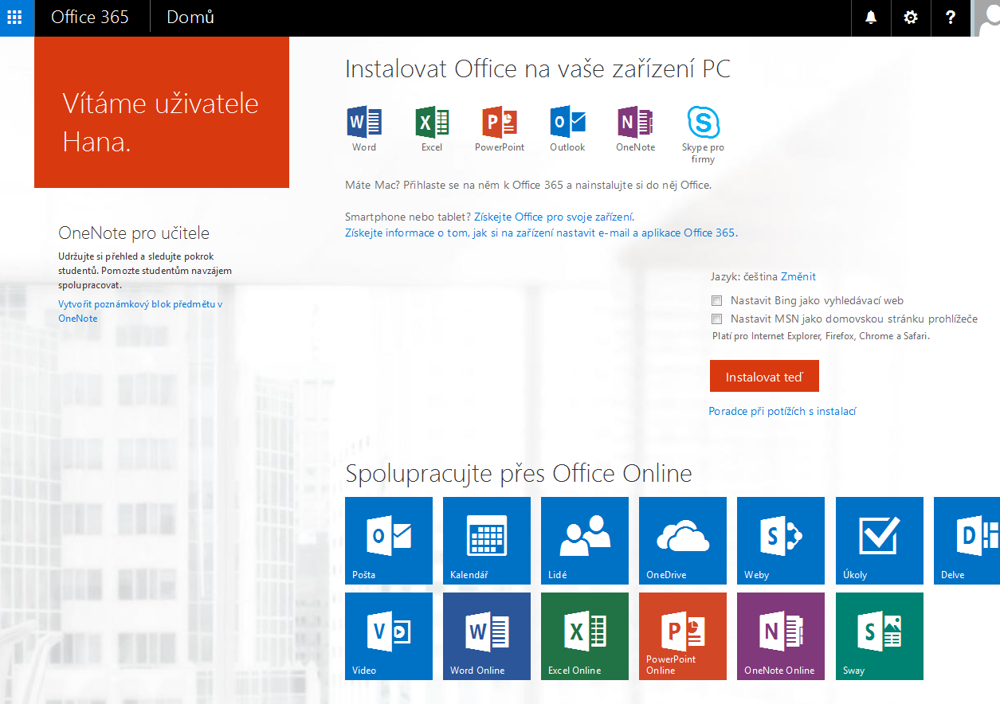 Office 365
Domů
?
Vítáme uživatele
Hana.
OneNote pro učitele
Udržujte si přehled a sledujte pokrok
studentů. Pomozte studentům navzájem
spolupracovat.
Vytvořit poznámkový blok předmětu v
OneNote
Instalovat Office na vaše zařízení PC
Word
Excel
PowerPoint
Outlook
OneNote
Skype pro
firmy
Máte Mac? Přihlaste se na něm k Office 365 a nainstalujte si do něj Office.
Smartphone nebo tablet? Získejte Office pro svoje zařízení.
Získejte informace o tom, jak si na zařízení nastavit e-mail a aplikace Office 365.
Jazyk: čeština Změnit
Nastavit Bing jako vyhledávací web
Nastavit MSN jako domovskou stránku prohlížeče
Platí pro Internet Explorer, Firefox, Chrome a Safari.
Instalovat teď
Poradce při potížích s instalací
Spolupracujte přes Office Online
Pošta
Kalendář
Lidé
OneDrive
Weby
Úkoly
Delve
Video
Word Online
Excel Online
PowerPoint
Online
OneNote Online
Sway